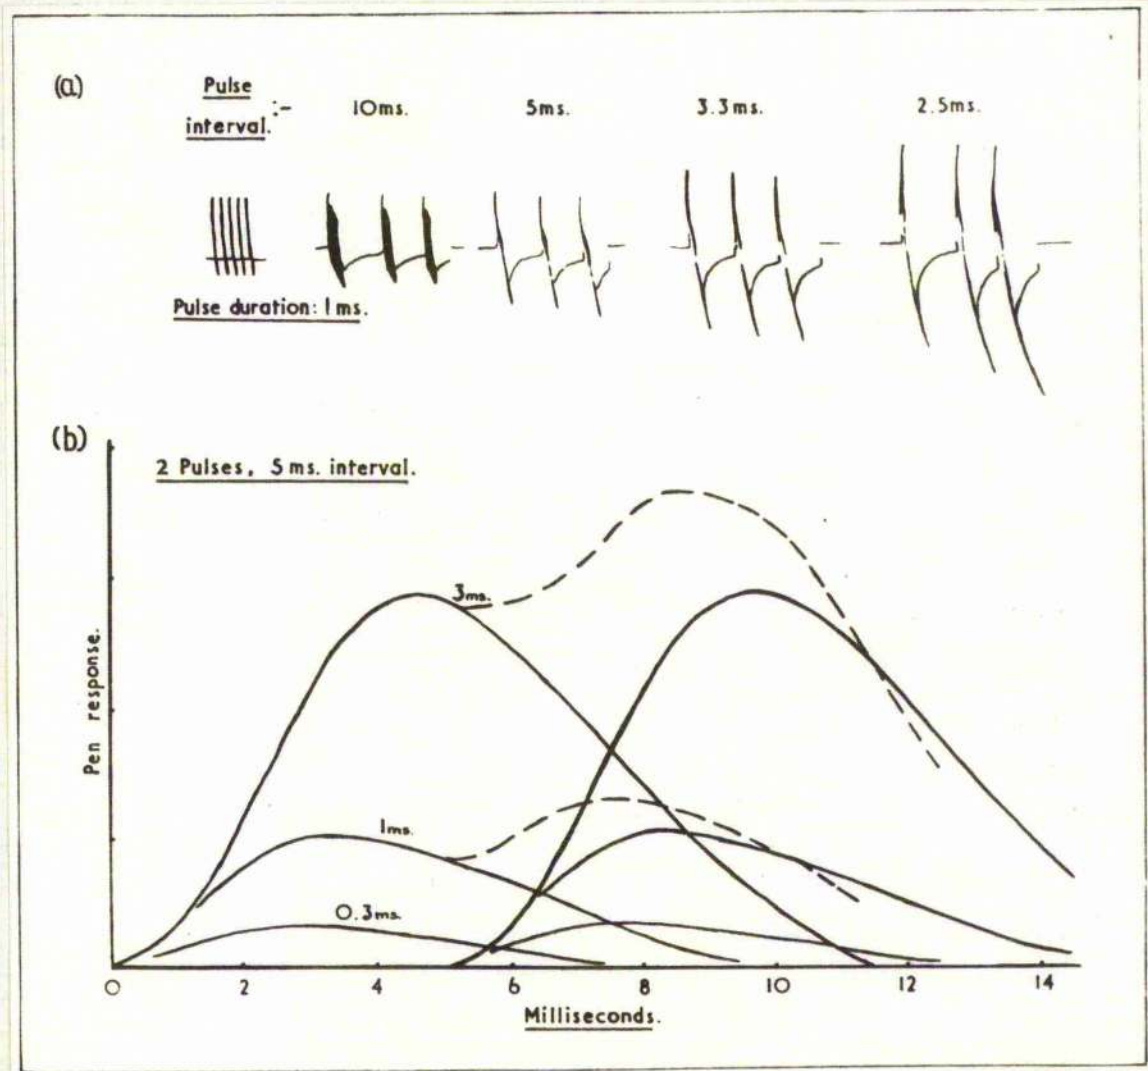 (a)
Pulse
interval. :- 10ms. 5ms. 3.3ms. 2.5ms.
Pulse duration: 1ms.
(b)
2 Pulses, 5ms. interval.
3ms.
1ms.
0.3ms.
Pen response.
0 2 4 6 8 10 12 14
Milliseconds.